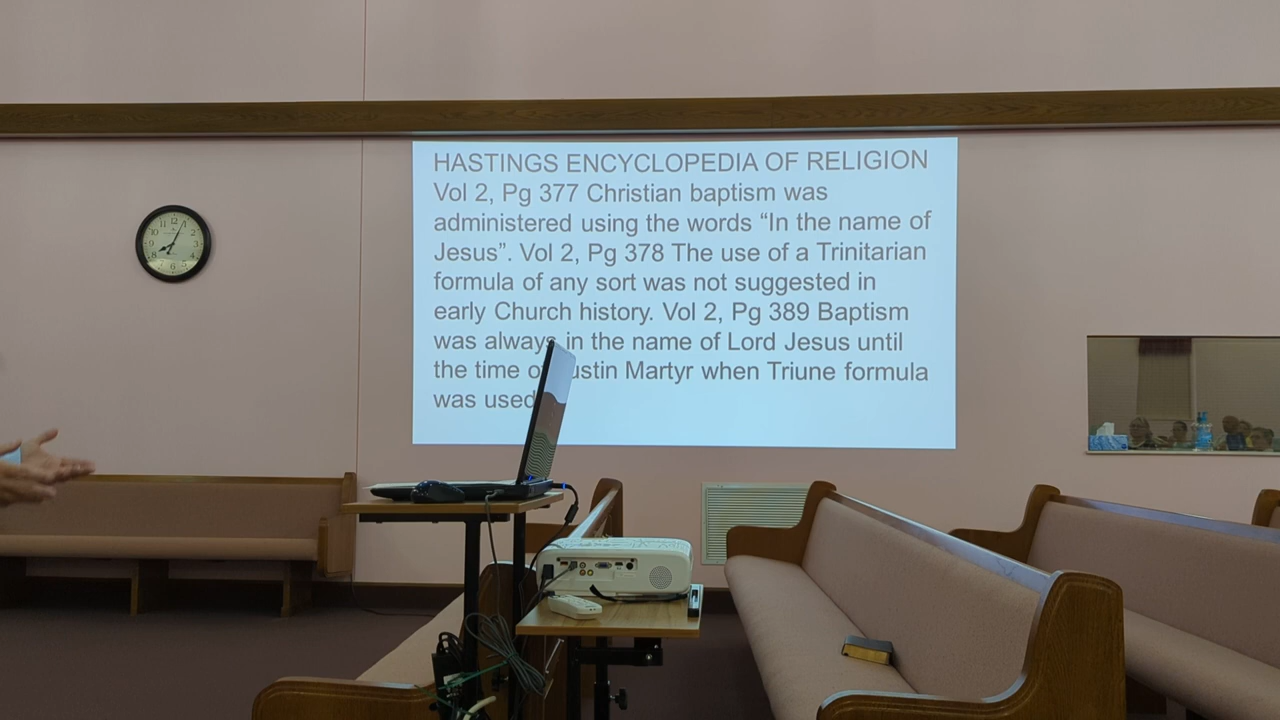 HASTINGS ENCYCLOPEDIA OF RELIGION
Vol 2, Pg 377 Christian baptism was
administered using the words “In the name of
Jesus”. Vol 2, Pg 378 The use of a Trinitarian
formula of any sort was not suggested in
early Church history. Vol 2, Pg 389 Baptism
was always in the name of Lord Jesus until
the time of Justin Martyr when Triune formula
was used